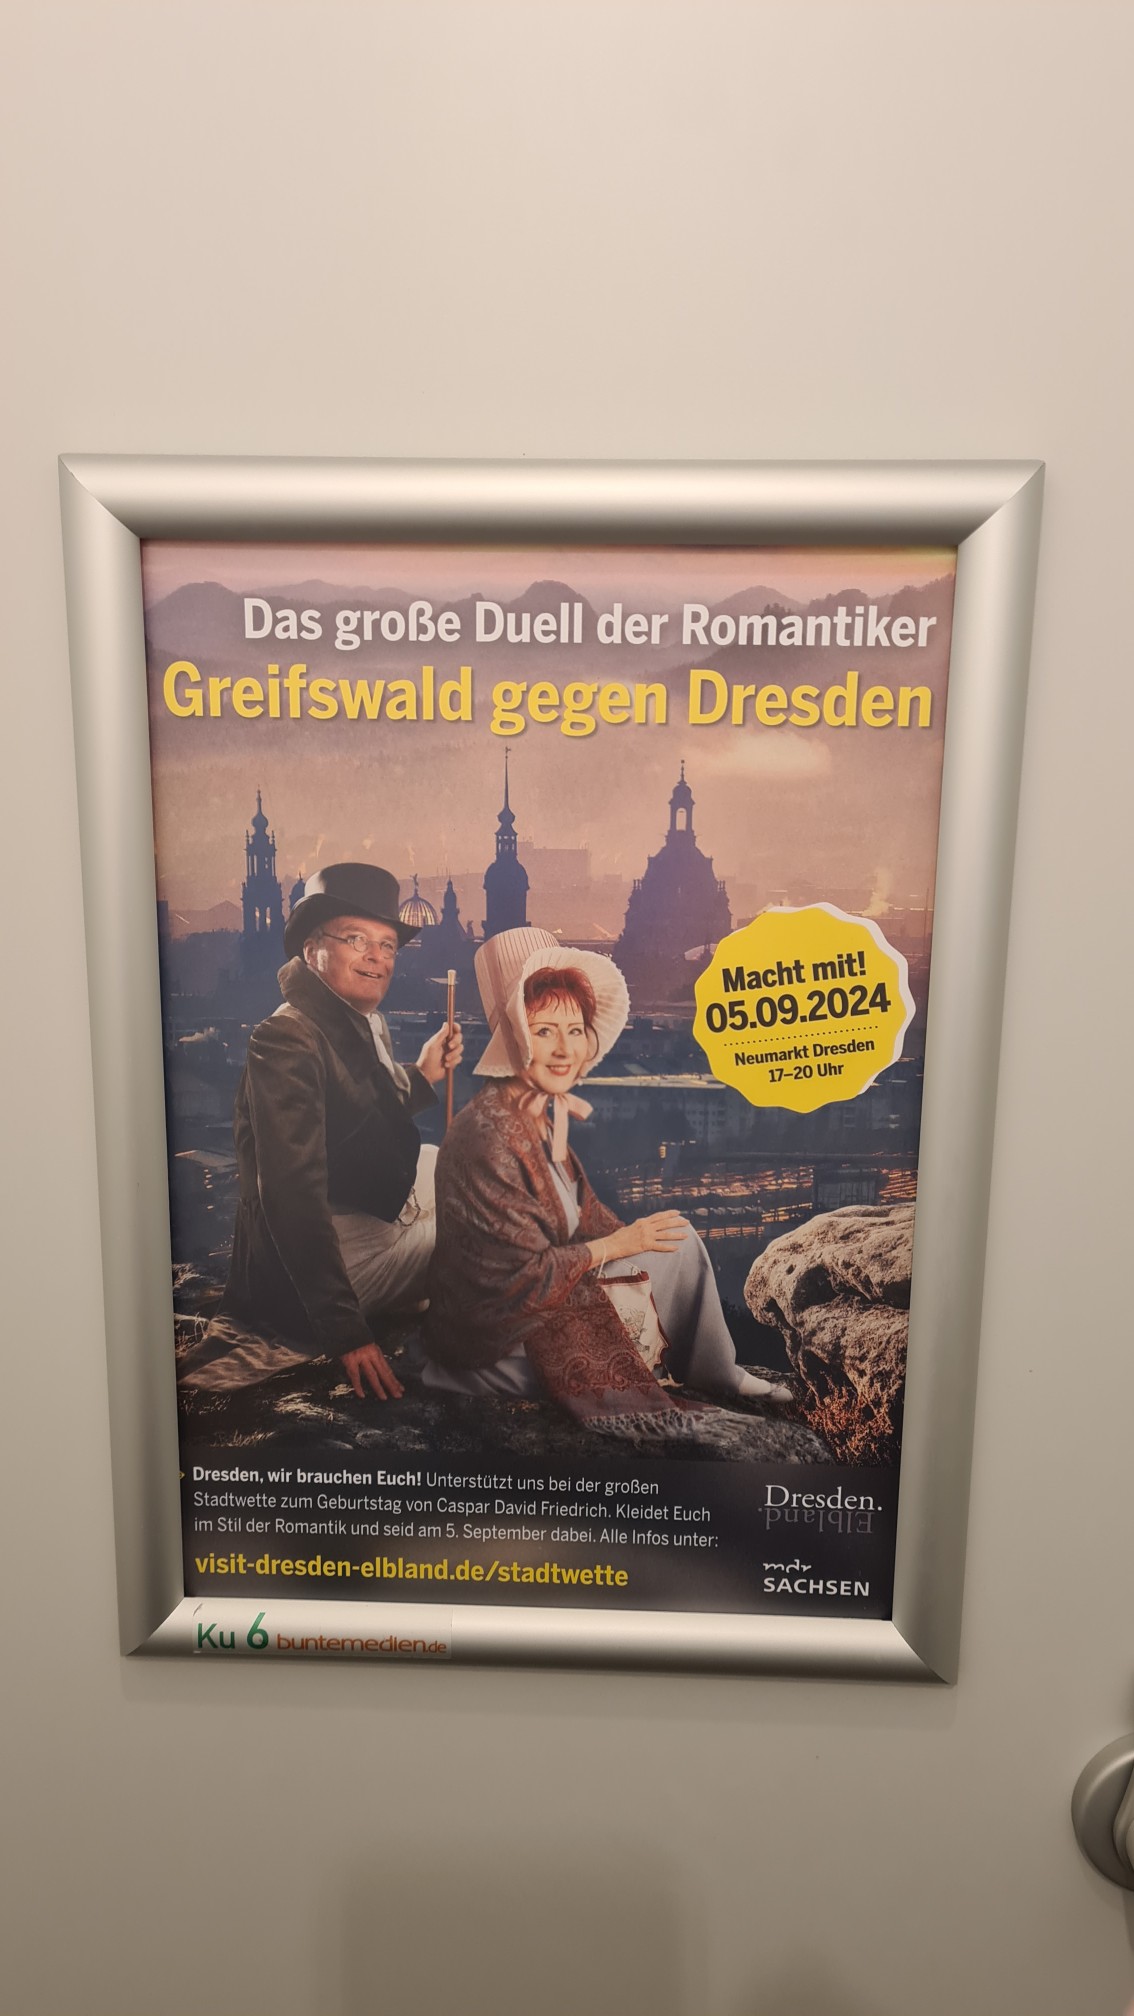 Das große Duell der Romantiker
Greifswald gegen Dresden
Macht mit!
05.09.2024
Neumarkt Dresden
17–20 Uhr
Dresden, wir brauchen Euch! Unterstützt uns bei der großen
Stadtwette zum Geburtstag von Caspar David Friedrich. Kleidet Euch
im Stil der Romantik und seid am 5. September dabei. Alle Infos unter:
visit-dresden-elbland.de/stadtwette
Dresden.
Elbland.
mdr
SACHSEN
Ku 6 buntemedien.de